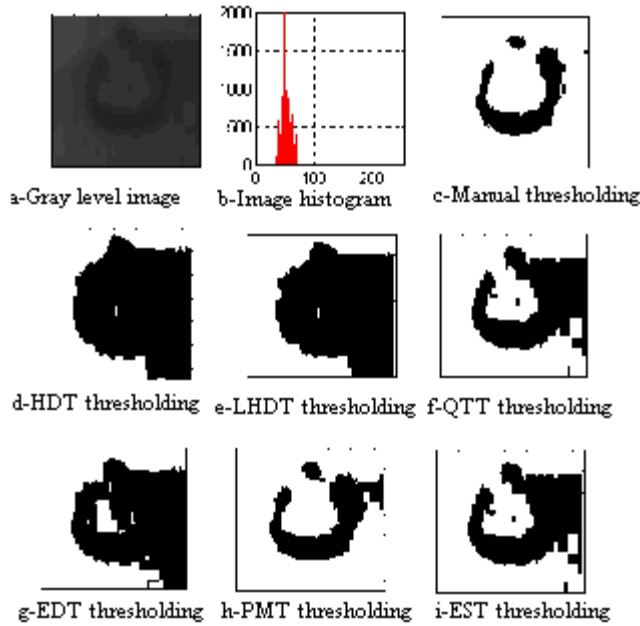 2000
1500
1000
500
0
0 100 200
a-Gray level image
b-Image histogram
c-Manual thresholding
d-HDT thresholding
e-LHDT thresholding
f-QTT thresholding
g-EDT thresholding
h-PMT thresholding
i-EST thresholding